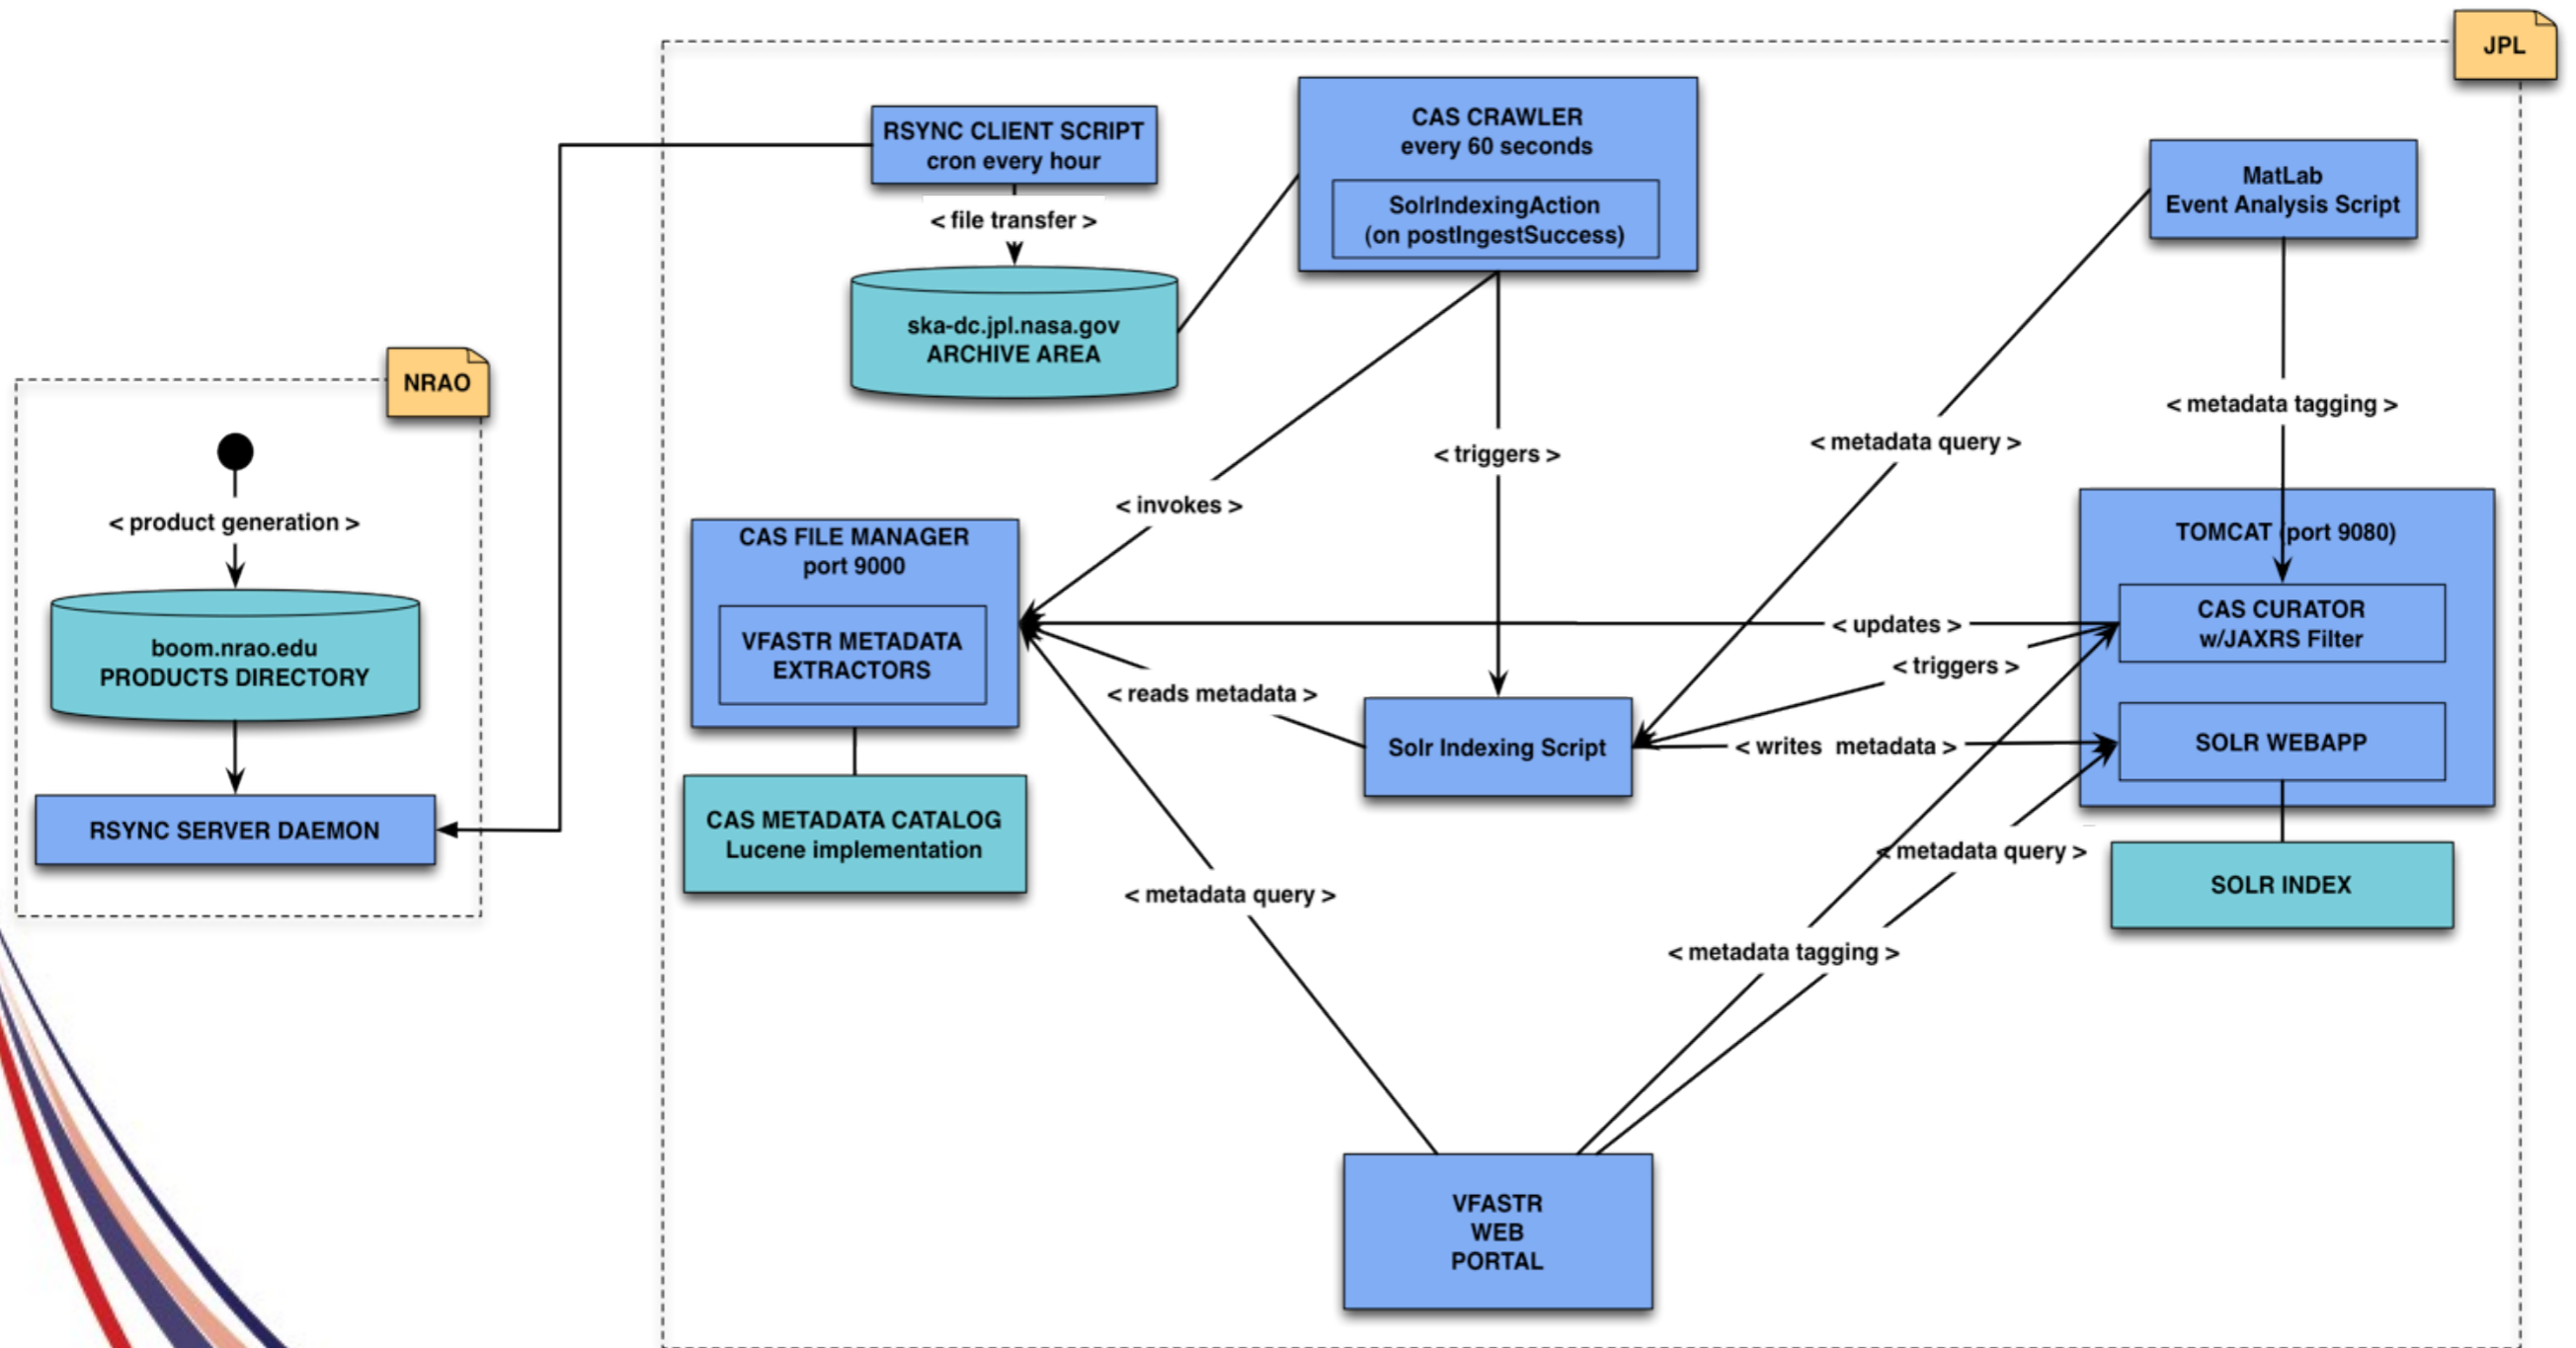 JPL
RSYNC CLIENT SCRIPT
cron every hour
< file transfer >
ska-dc.jpl.nasa.gov
ARCHIVE AREA
CAS CRAWLER
every 60 seconds
SolrIndexingAction
(on postIngestSuccess)
MatLab
Event Analysis Script
NRAO
< product generation >
boom.nrao.edu
PRODUCTS DIRECTORY
RSYNC SERVER DAEMON
< metadata tagging >
< metadata query >
< triggers >
< invokes >
CAS FILE MANAGER
port 9000
VFASTR METADATA
EXTRACTORS
CAS METADATA CATALOG
Lucene implementation
TOMCAT (port 9080)
CAS CURATOR
w/JAXRS Filter
SOLR WEBAPP
SOLR INDEX
< updates >
< triggers >
< reads metadata >
Solr Indexing Script
< writes metadata >
< metadata query >
< metadata query >
< metadata tagging >
VFASTR
WEB
PORTAL